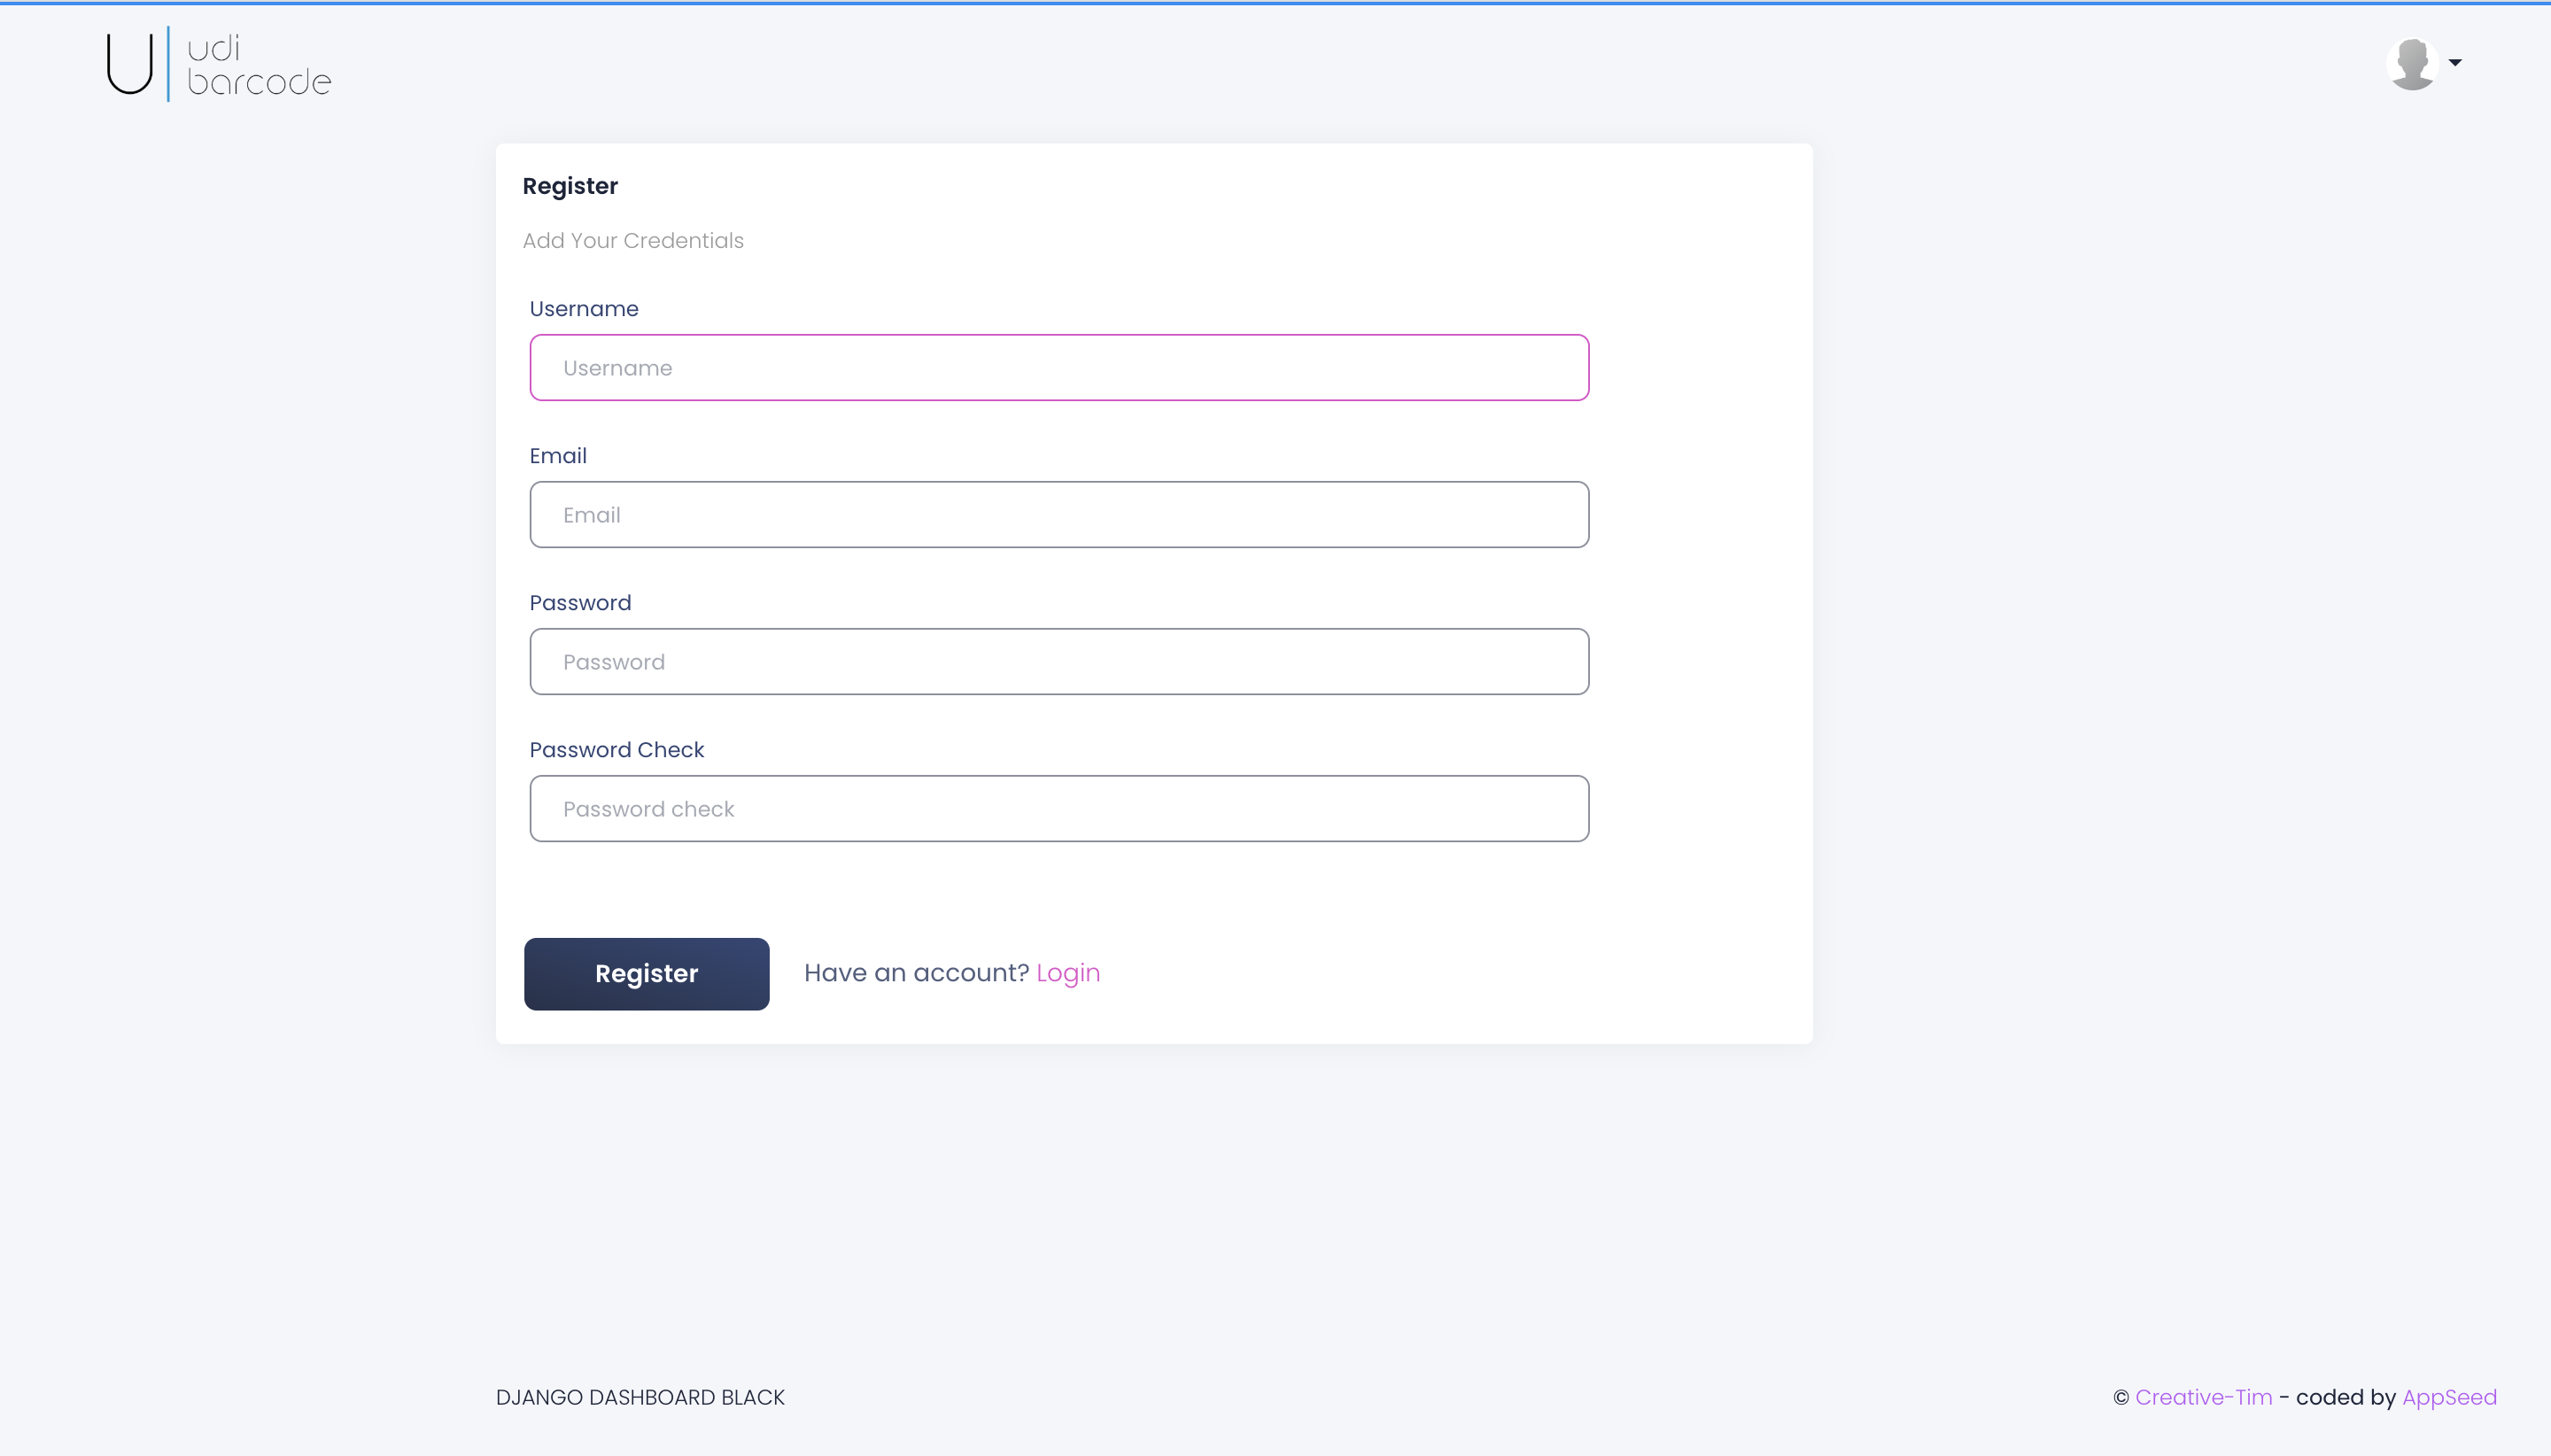 U udi
barcode
Register
Add Your Credentials
Username
Username
Email
Email
Password
Password
Password Check
Password check
Register Have an account? Login
DJANGO DASHBOARD BLACK © Creative-Tim - coded by AppSeed